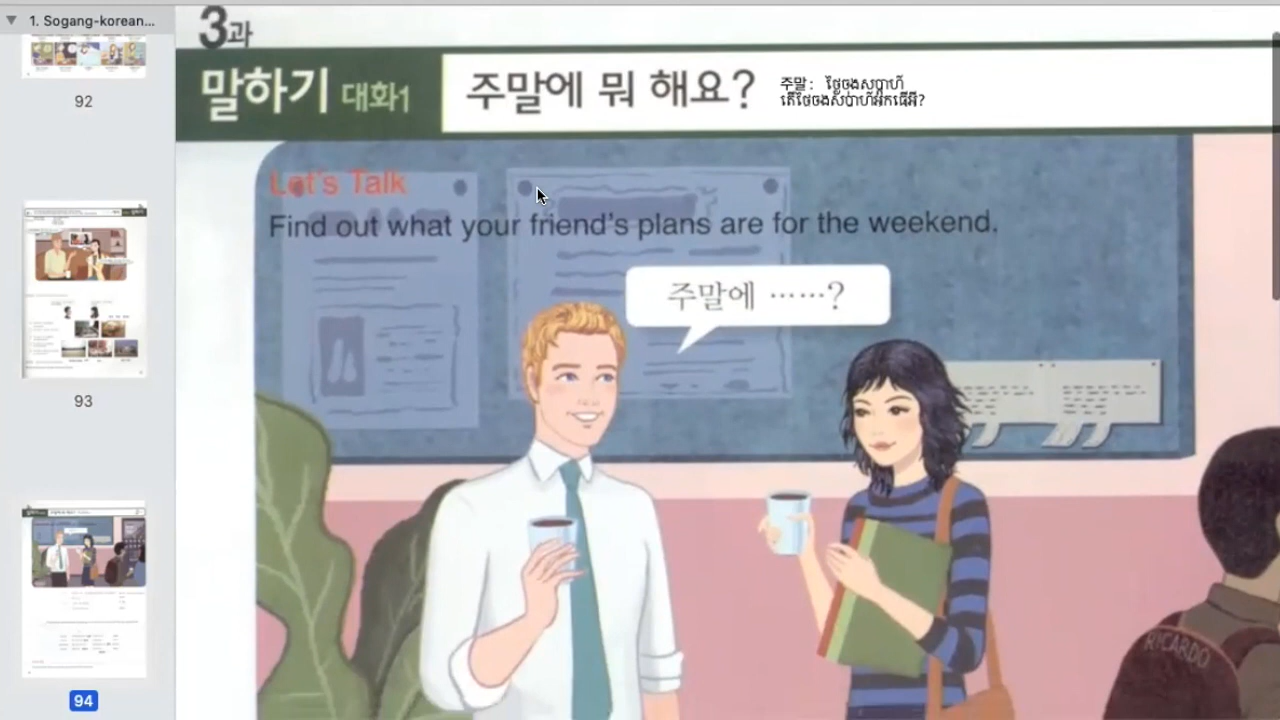 1. Sogang-korean...
92
93
94
3과
말하기 대화1
주말에 뭐 해요?
주말 : ថ្ងៃចុងសប្តាហ៍
តើថ្ងៃចុងសប្តាហ៍អ្នកធ្វើអ្វី?
Let's Talk
Find out what your friend's plans are for the weekend.
주말에 ⋯⋯?
RICARDO